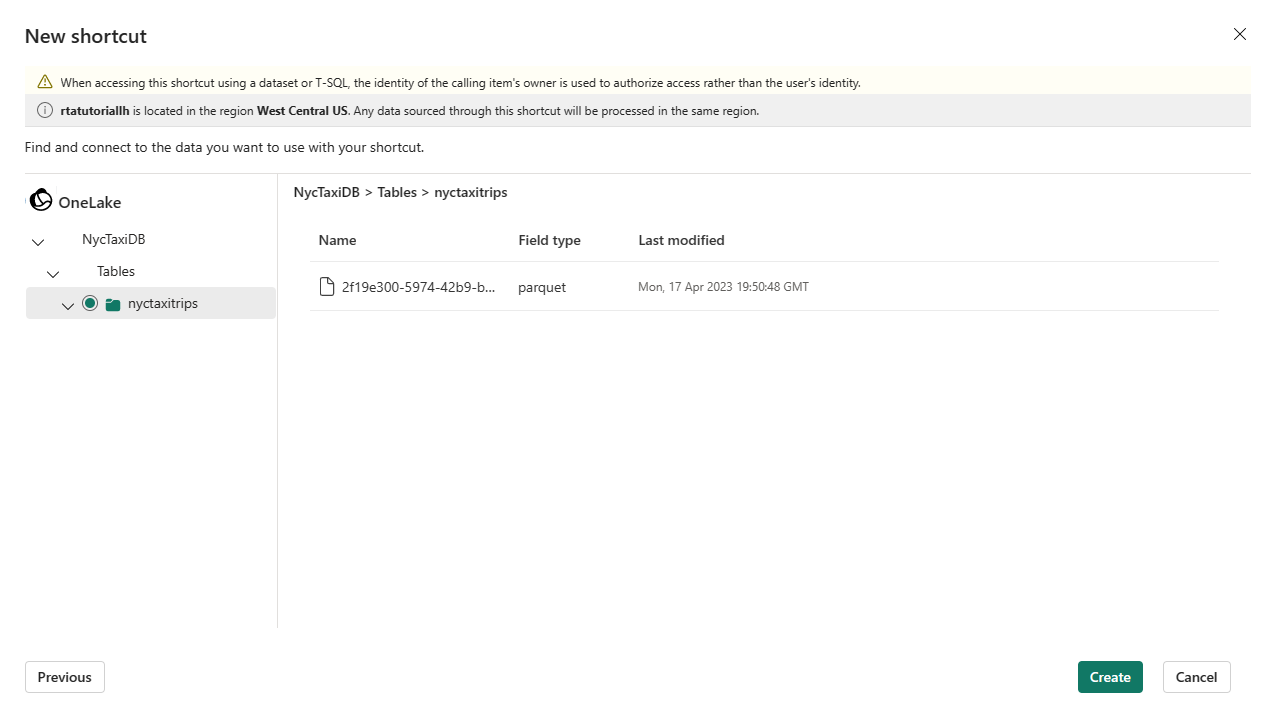 New shortcut
When accessing this shortcut using a dataset or T-SQL, the identity of the calling item's owner is used to authorize access rather than the user's identity.
rtatutoriallh is located in the region West Central US. Any data sourced through this shortcut will be processed in the same region.
Find and connect to the data you want to use with your shortcut.
OneLake
NycTaxiDB
Tables
nyctaxitrips
NycTaxiDB > Tables > nyctaxitrips
Name Field type Last modified
2f19e300-5974-42b9-b... parquet Mon, 17 Apr 2023 19:50:48 GMT
Previous Create Cancel